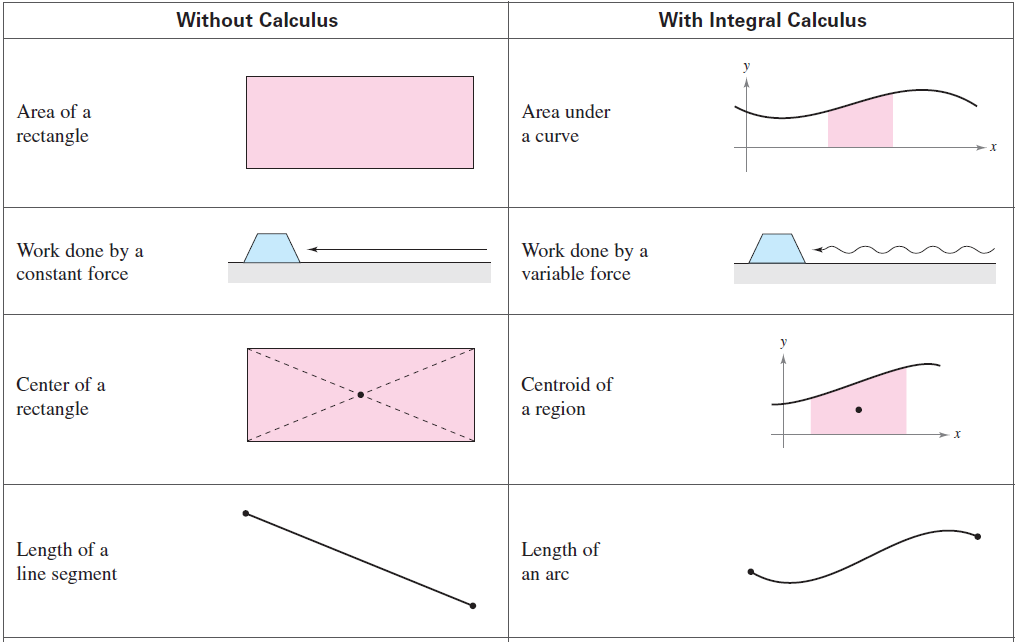 Without Calculus
With Integral Calculus
Area of a
rectangle
Area under
a curve
y
x
Work done by a
constant force
Work done by a
variable force
Center of a
rectangle
Centroid of
a region
y
x
Length of a
line segment
Length of
an arc